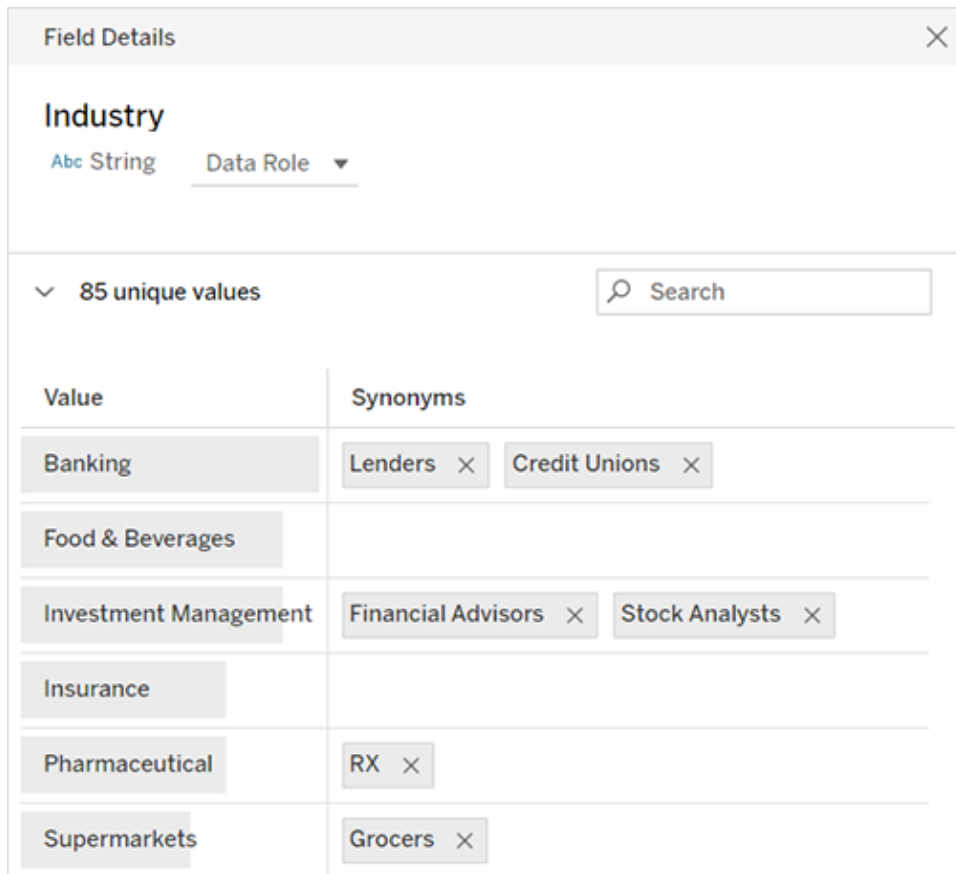 Field Details
Industry
Abc String Data Role
85 unique values Search
Value Synonyms
Banking Lenders Credit Unions
Food & Beverages
Investment Management Financial Advisors Stock Analysts
Insurance
Pharmaceutical RX
Supermarkets Grocers